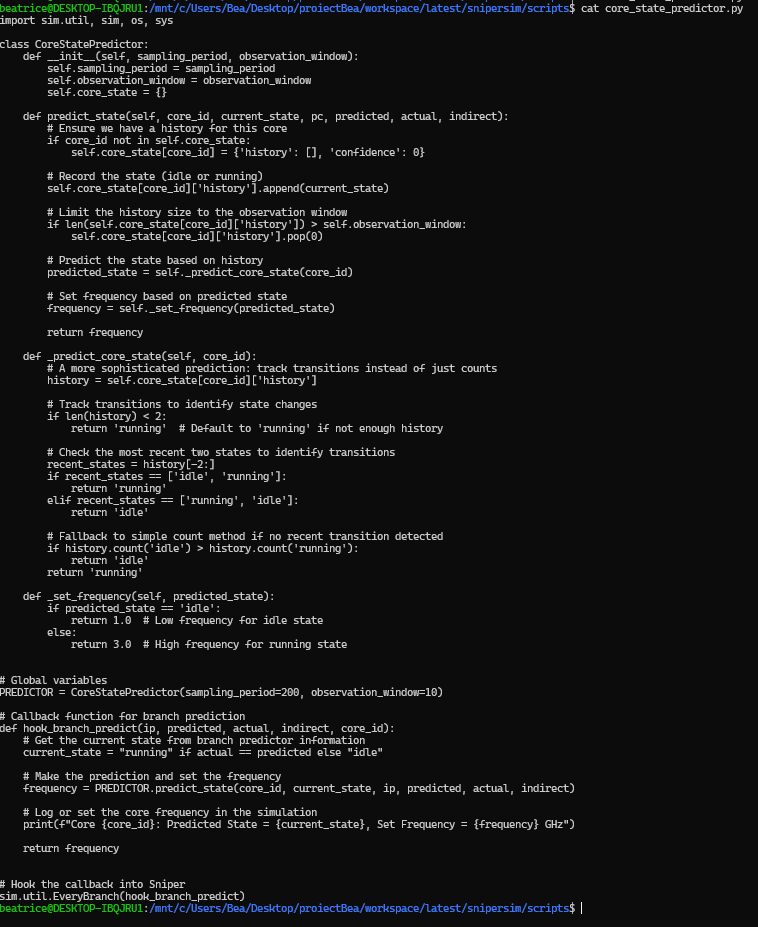 beatrice@DESKTOP-IBQJRU1:/mnt/c/Users/Bea/Desktop/proiectBea/workspace/latest/snipersim/scripts$ cat core_state_predictor.py
import sim.util, sim, os, sys

class CoreStatePredictor:
    def __init__(self, sampling_period, observation_window):
        self.sampling_period = sampling_period
        self.observation_window = observation_window
        self.core_state = {}

    def predict_state(self, core_id, current_state, pc, predicted, actual, indirect):
        # Ensure we have a history for this core
        if core_id not in self.core_state:
            self.core_state[core_id] = {'history': [], 'confidence': 0}

        # Record the state (idle or running)
        self.core_state[core_id]['history'].append(current_state)

        # Limit the history size to the observation window
        if len(self.core_state[core_id]['history']) > self.observation_window:
            self.core_state[core_id]['history'].pop(0)

        # Predict the state based on history
        predicted_state = self._predict_core_state(core_id)

        # Set frequency based on predicted state
        frequency = self._set_frequency(predicted_state)

        return frequency

    def _predict_core_state(self, core_id):
        # A more sophisticated prediction: track transitions instead of just counts
        history = self.core_state[core_id]['history']

        # Track transitions to identify state changes
        if len(history) < 2:
            return 'running'  # Default to 'running' if not enough history

        # Check the most recent two states to identify transitions
        recent_states = history[-2:]
        if recent_states == ['idle', 'running']:
            return 'running'
        elif recent_states == ['running', 'idle']:
            return 'idle'

        # Fallback to simple count method if no recent transition detected
        if history.count('idle') > history.count('running'):
            return 'idle'
        return 'running'

    def _set_frequency(self, predicted_state):
        if predicted_state == 'idle':
            return 1.0  # Low frequency for idle state
        else:
            return 3.0  # High frequency for running state


# Global variables
PREDICTOR = CoreStatePredictor(sampling_period=200, observation_window=10)

# Callback function for branch prediction
def hook_branch_predict(ip, predicted, actual, indirect, core_id):
    # Get the current state from branch predictor information
    current_state = "running" if actual == predicted else "idle"

    # Make the prediction and set the frequency
    frequency = PREDICTOR.predict_state(core_id, current_state, ip, predicted, actual, indirect)

    # Log or set the core frequency in the simulation
    print(f"Core {core_id}: Predicted State = {current_state}, Set Frequency = {frequency} GHz")

    return frequency


# Hook the callback into Sniper
sim.util.EveryBranch(hook_branch_predict)
beatrice@DESKTOP-IBQJRU1:/mnt/c/Users/Bea/Desktop/proiectBea/workspace/latest/snipersim/scripts$